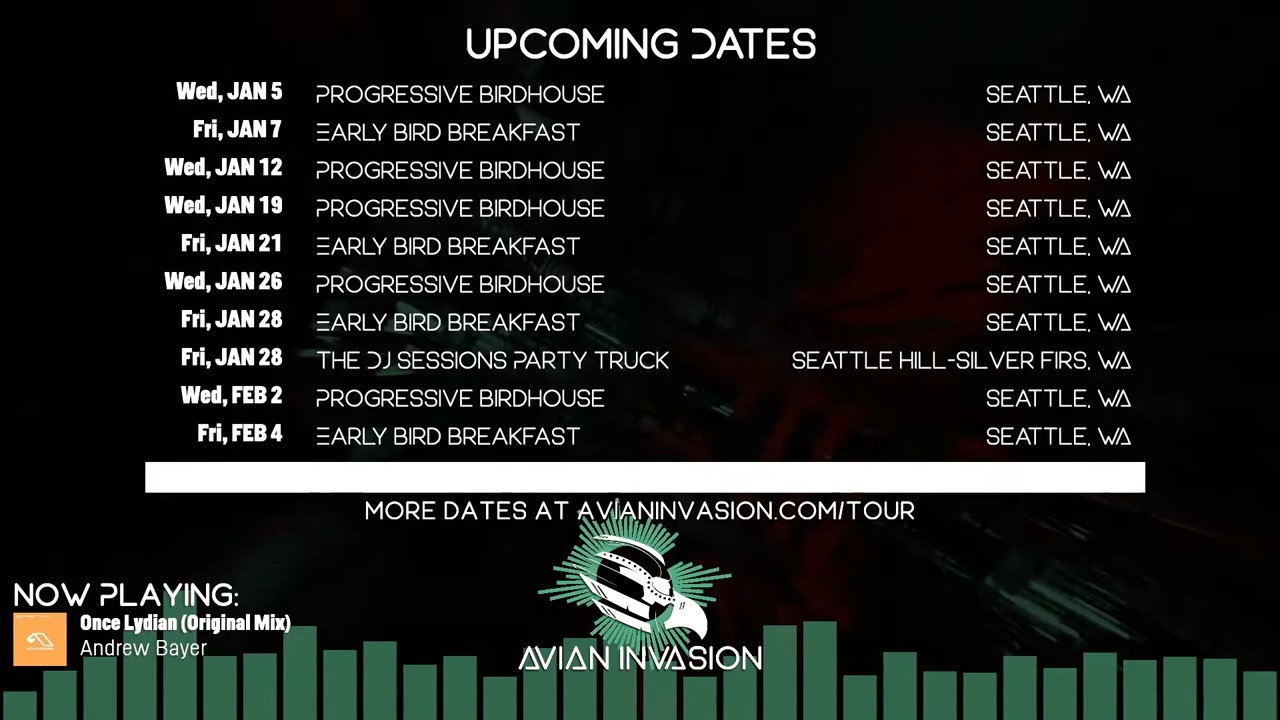 UPCOMING DATES
Wed, JAN 5 PROGRESSIVE BIRDHOUSE SEATTLE, WA
Fri, JAN 7 EARLY BIRD BREAKFAST SEATTLE, WA
Wed, JAN 12 PROGRESSIVE BIRDHOUSE SEATTLE, WA
Wed, JAN 19 PROGRESSIVE BIRDHOUSE SEATTLE, WA
Fri, JAN 21 EARLY BIRD BREAKFAST SEATTLE, WA
Wed, JAN 26 PROGRESSIVE BIRDHOUSE SEATTLE, WA
Fri, JAN 28 EARLY BIRD BREAKFAST SEATTLE, WA
Fri, JAN 28 THE DJ SESSIONS PARTY TRUCK SEATTLE HILL-SILVER FIRS, WA
Wed, FEB 2 PROGRESSIVE BIRDHOUSE SEATTLE, WA
Fri, FEB 4 EARLY BIRD BREAKFAST SEATTLE, WA
MORE DATES AT AVIANINVASION.COM/TOUR
NOW PLAYING:
Once Lydian (Original Mix)
Andrew Bayer
AVIAN INVASION